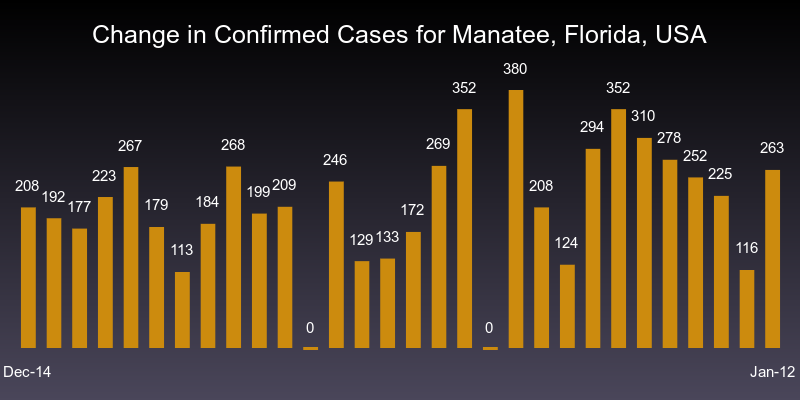 Change in Confirmed Cases for Manatee, Florida, USA
208 192 177 223 267 179 113 184 268 199 209 0 246 129 133 172 269 352 0 380 208 124 294 352 310 278 252 225 116 263
Dec-14 Jan-12